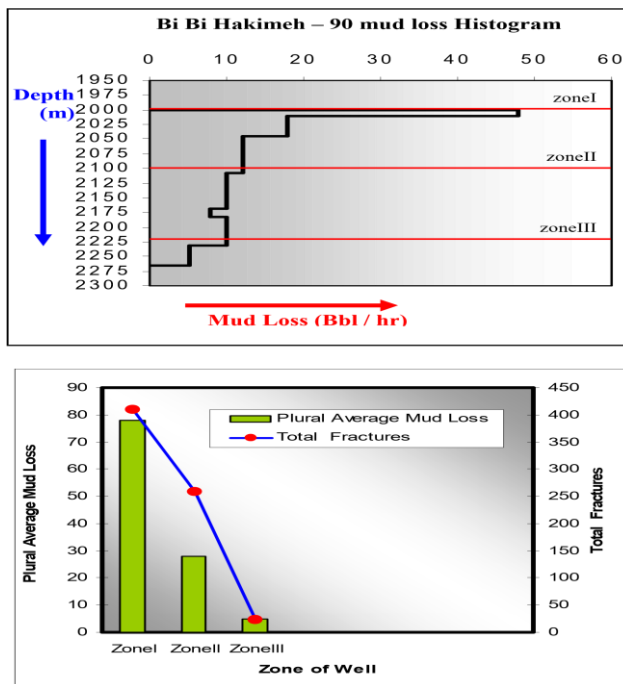 Bi Bi Hakimeh – 90 mud loss Histogram
0 10 20 30 40 50 60
Depth
(m)
1950
2000
2025
2050
2075
2100
2125
2150
2175
2200
2225
2250
2275
2300
zoneI
zoneII
zoneIII
Mud Loss (Bbl / hr)
90
80
70
60
50
40
30
20
10
0
Plural Average Mud Loss
Plural Average Mud Loss
Total Fractures
450
400
350
300
250
200
150
100
50
0
Total Fractures
ZoneI ZoneII ZoneIII
Zone of Well